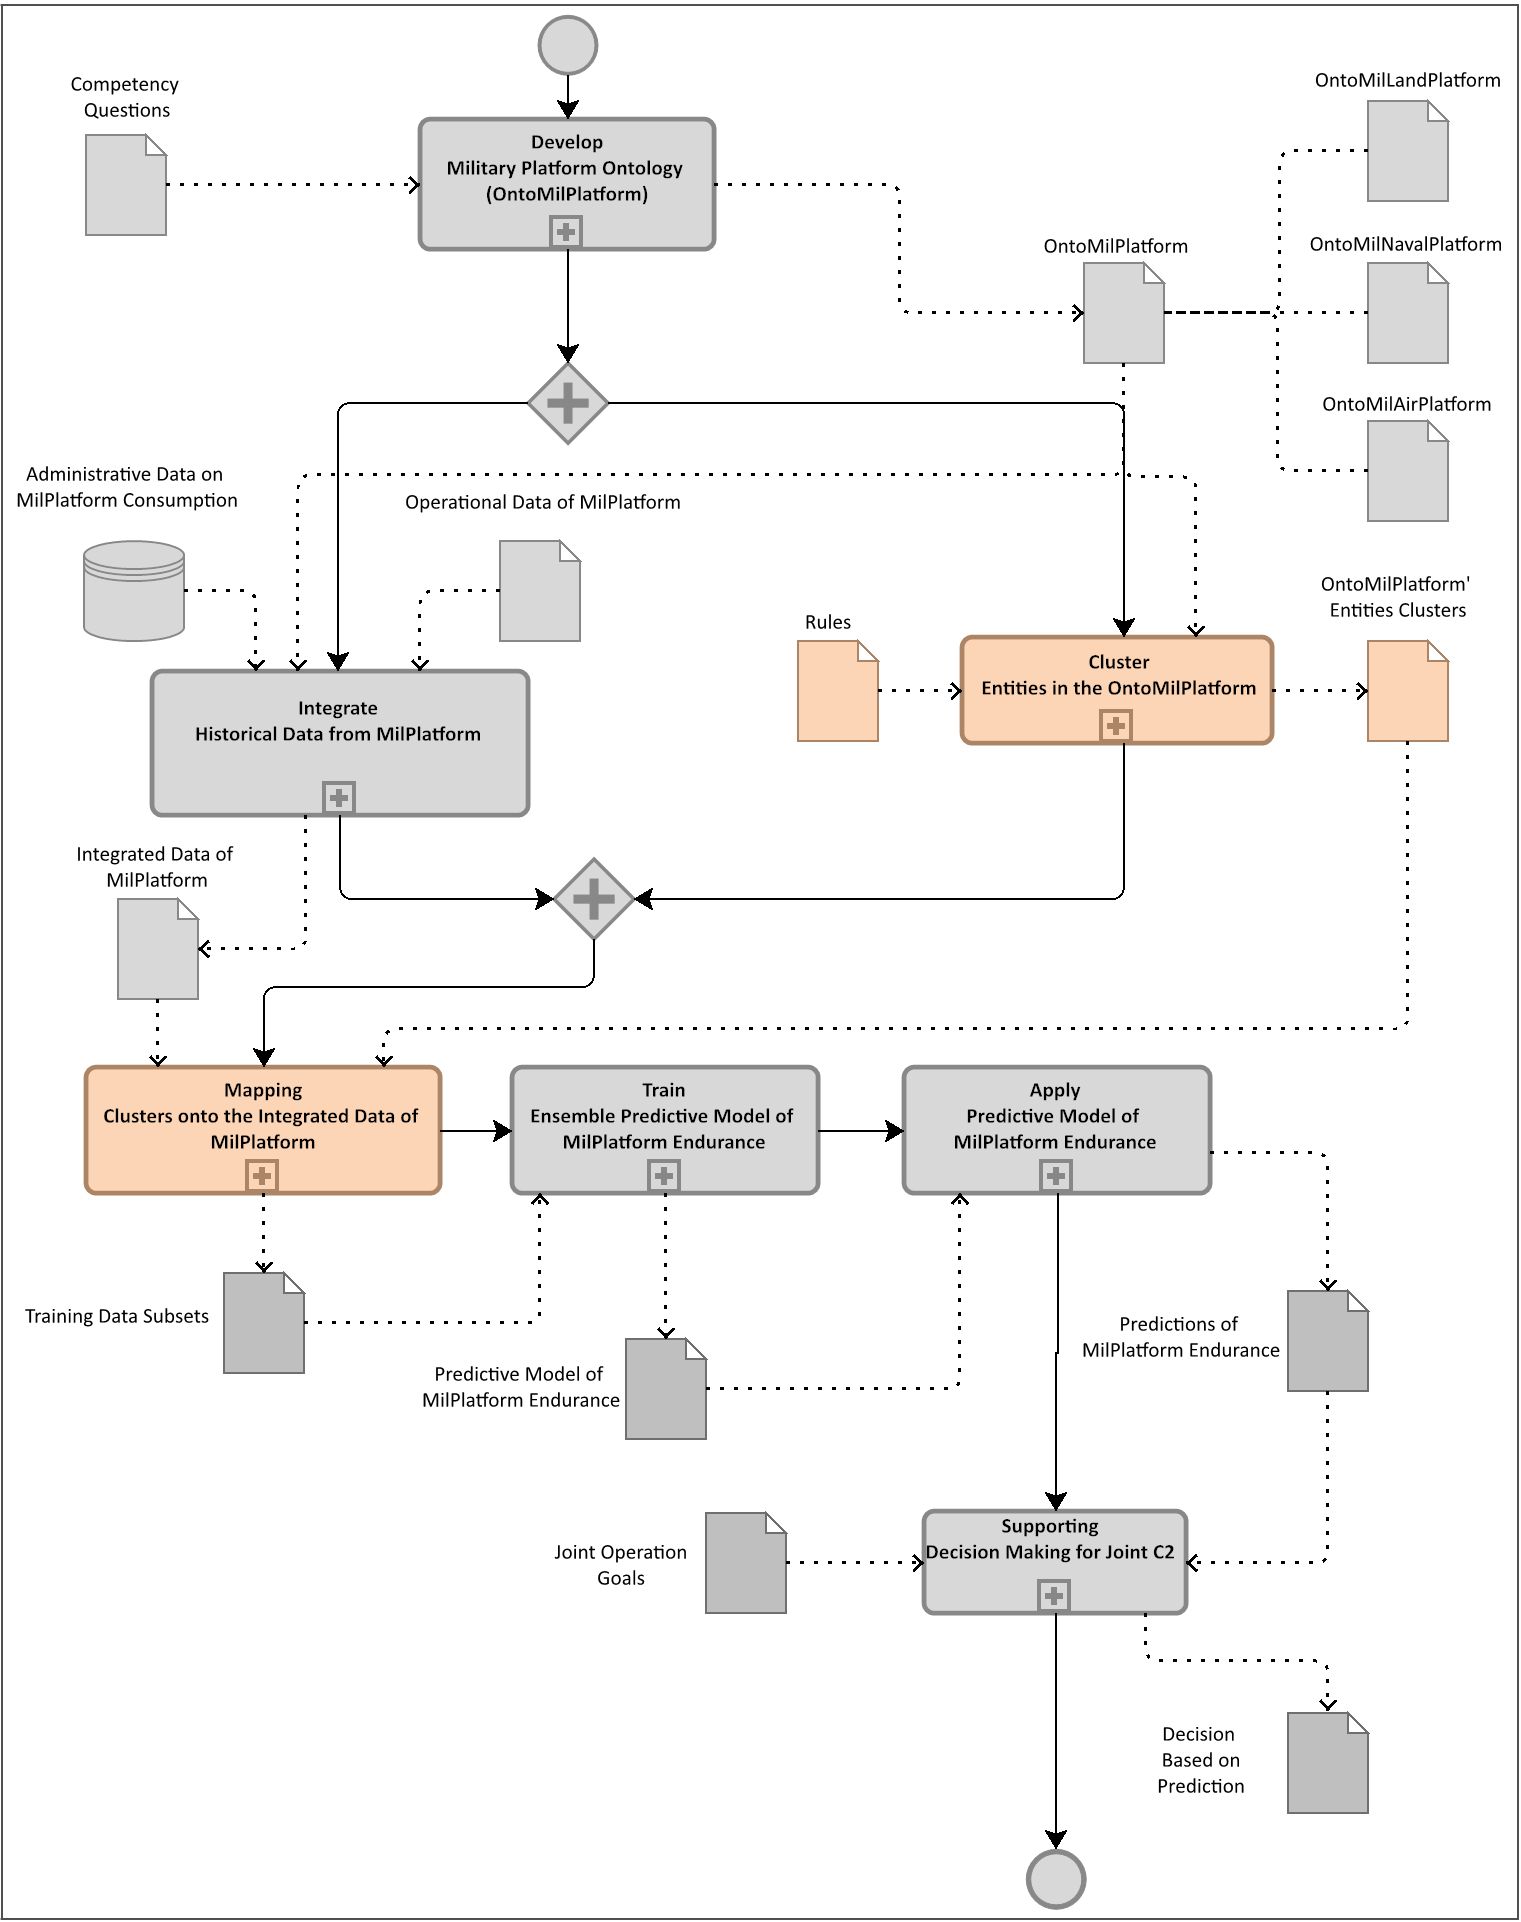 Competency
Questions
Develop
Military Platform Ontology
(OntoMilPlatform)
OntoMilLandPlatform
OntoMilPlatform
OntoMilNavalPlatform
OntoMilAirPlatform
Administrative Data on
MilPlatform Consumption
Operational Data of MilPlatform
OntoMilPlatform'
Entities Clusters
Rules
Cluster
Entities in the OntoMilPlatform
Integrate
Historical Data from MilPlatform
Integrated Data of
MilPlatform
Mapping
Clusters onto the Integrated Data of
MilPlatform
Train
Ensemble Predictive Model of
MilPlatform Endurance
Apply
Predictive Model of
MilPlatform Endurance
Training Data Subsets
Predictive Model of
MilPlatform Endurance
Predictions of
MilPlatform Endurance
Joint Operation
Goals
Supporting
Decision Making for Joint C2
Decision
Based on
Prediction